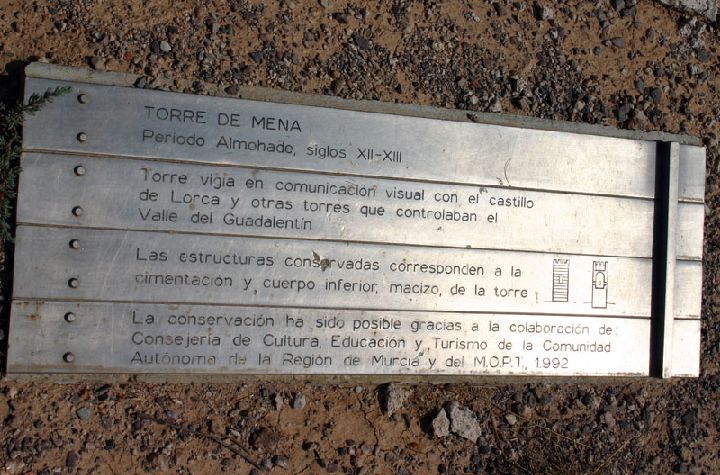 TORRE DE MENA
Periodo Almohade, siglos XII-XIII
Torre vigía en comunicación visual con el castillo
de Lorca y otras torres que controlaban el
Valle del Guadalentín
Las estructuras conservadas corresponden a la
cimentación y cuerpo inferior, macizo, de la torre
La conservación ha sido posible gracias a la colaboración de:
Consejería de Cultura, Educación y Turismo de la Comunidad
Autónoma de la Región de Murcia y del M.O.P.T., 1.992